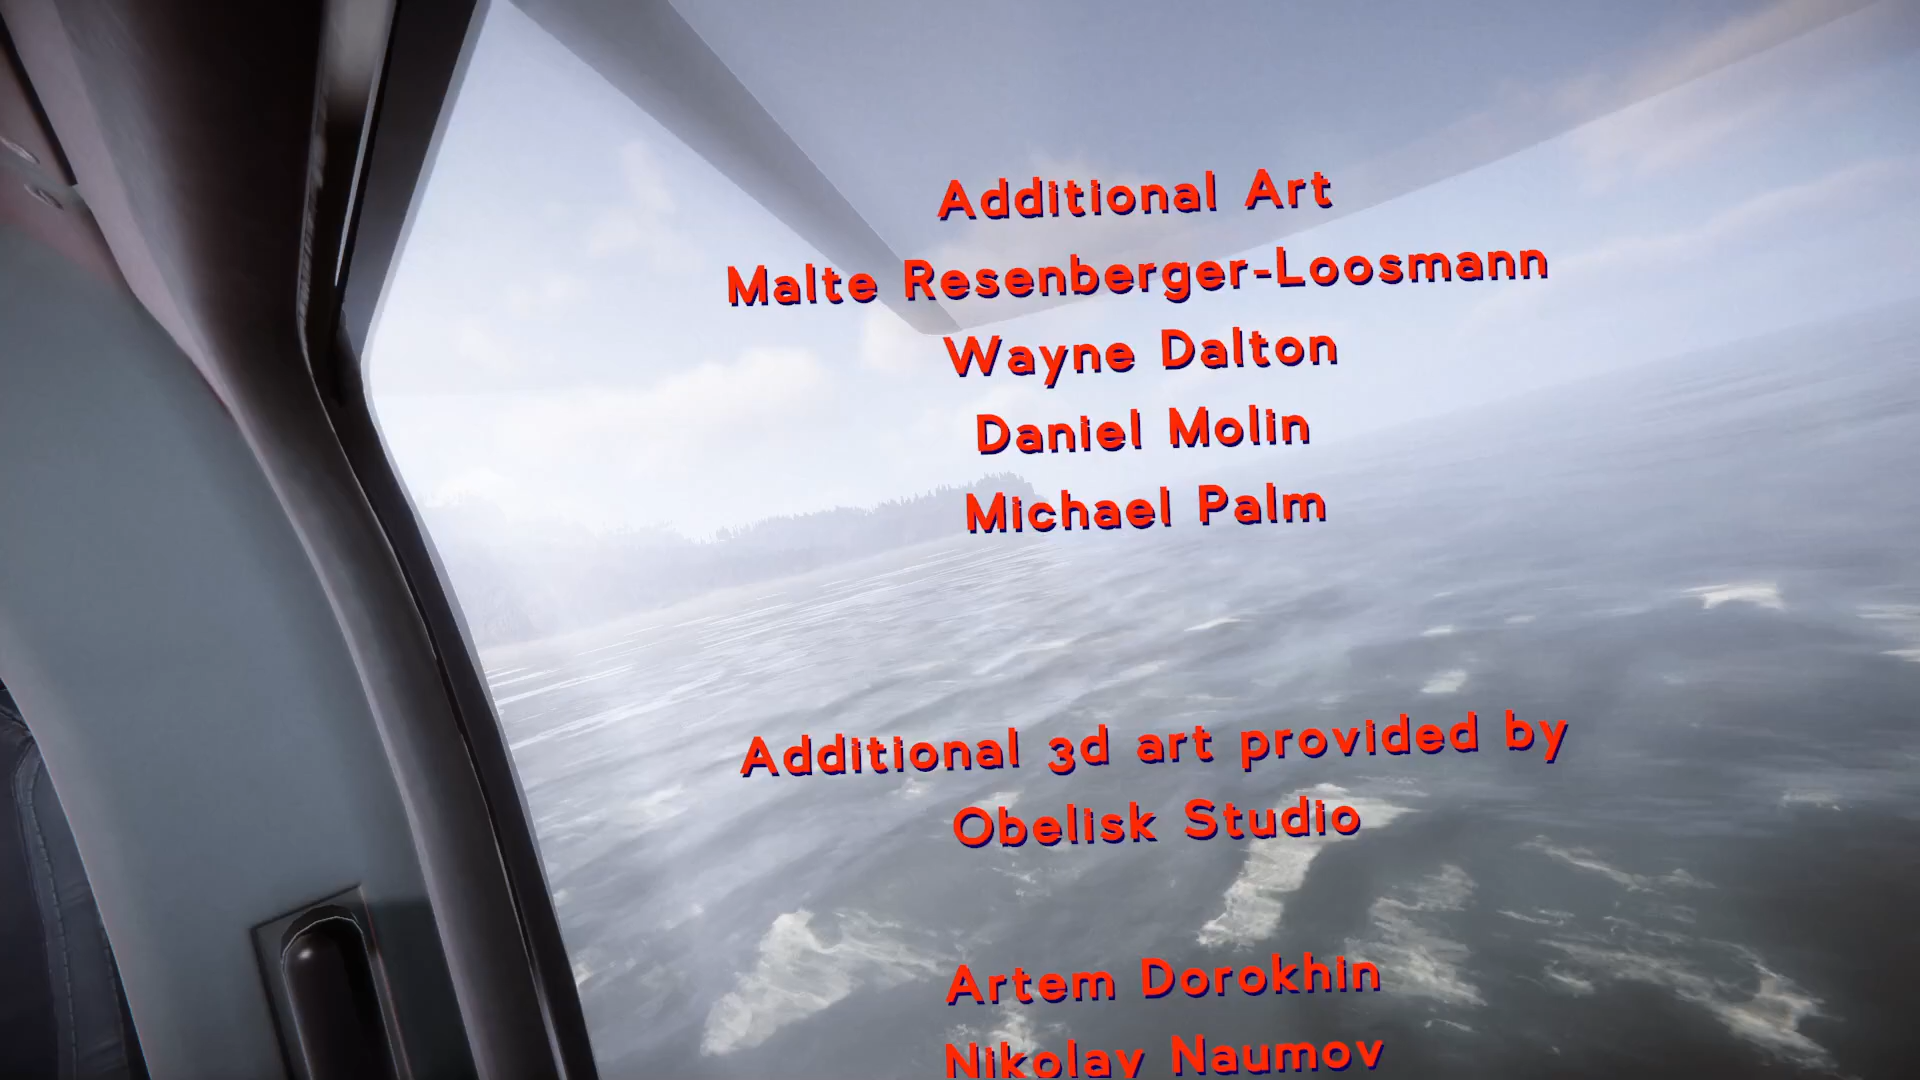 Additional Art
Malte Resenberger-Loosmann
Wayne Dalton
Daniel Molin
Michael Palm
Additional 3d art provided by
Obelisk Studio
Artem Dorokhin
Nikolay Naumov